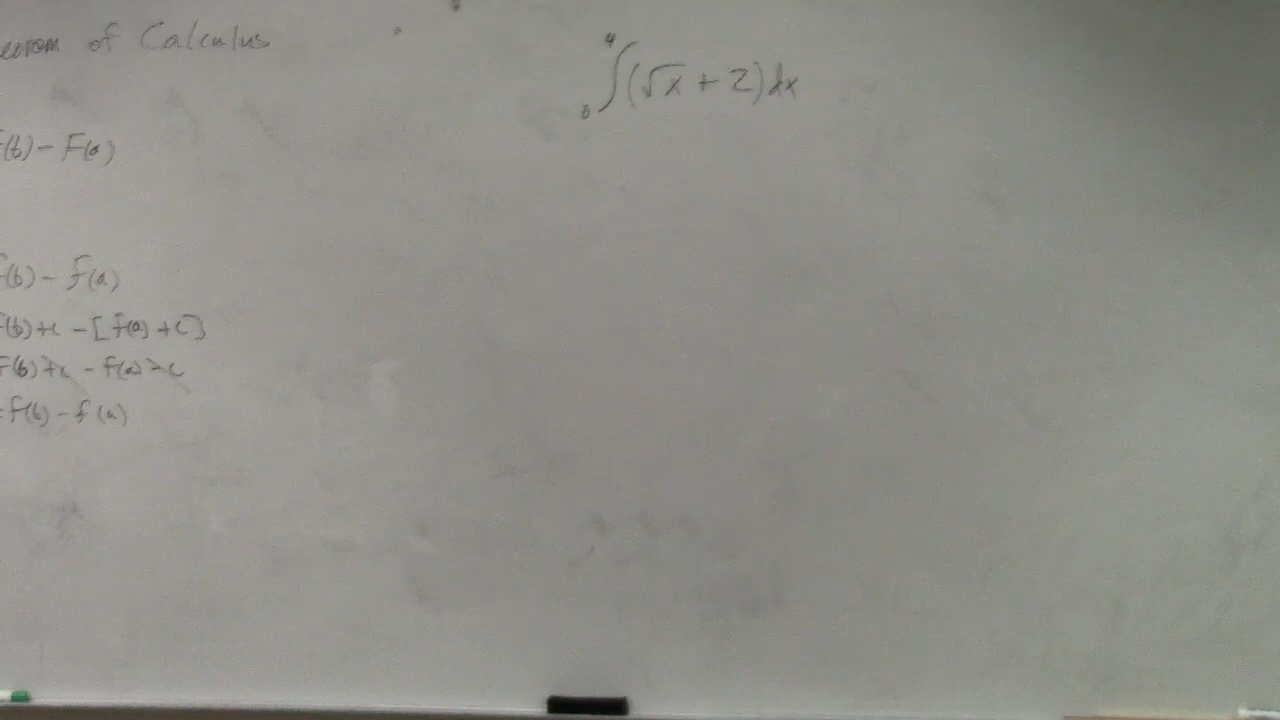 eorem of Calculus
F(b) - F(a)
f(b) - f(a)
f(b)+c - [f(a)+c]
f(b)+c - f(a)-c
= f(b) - f(a)
∫₀⁴ (√x + 2) dx